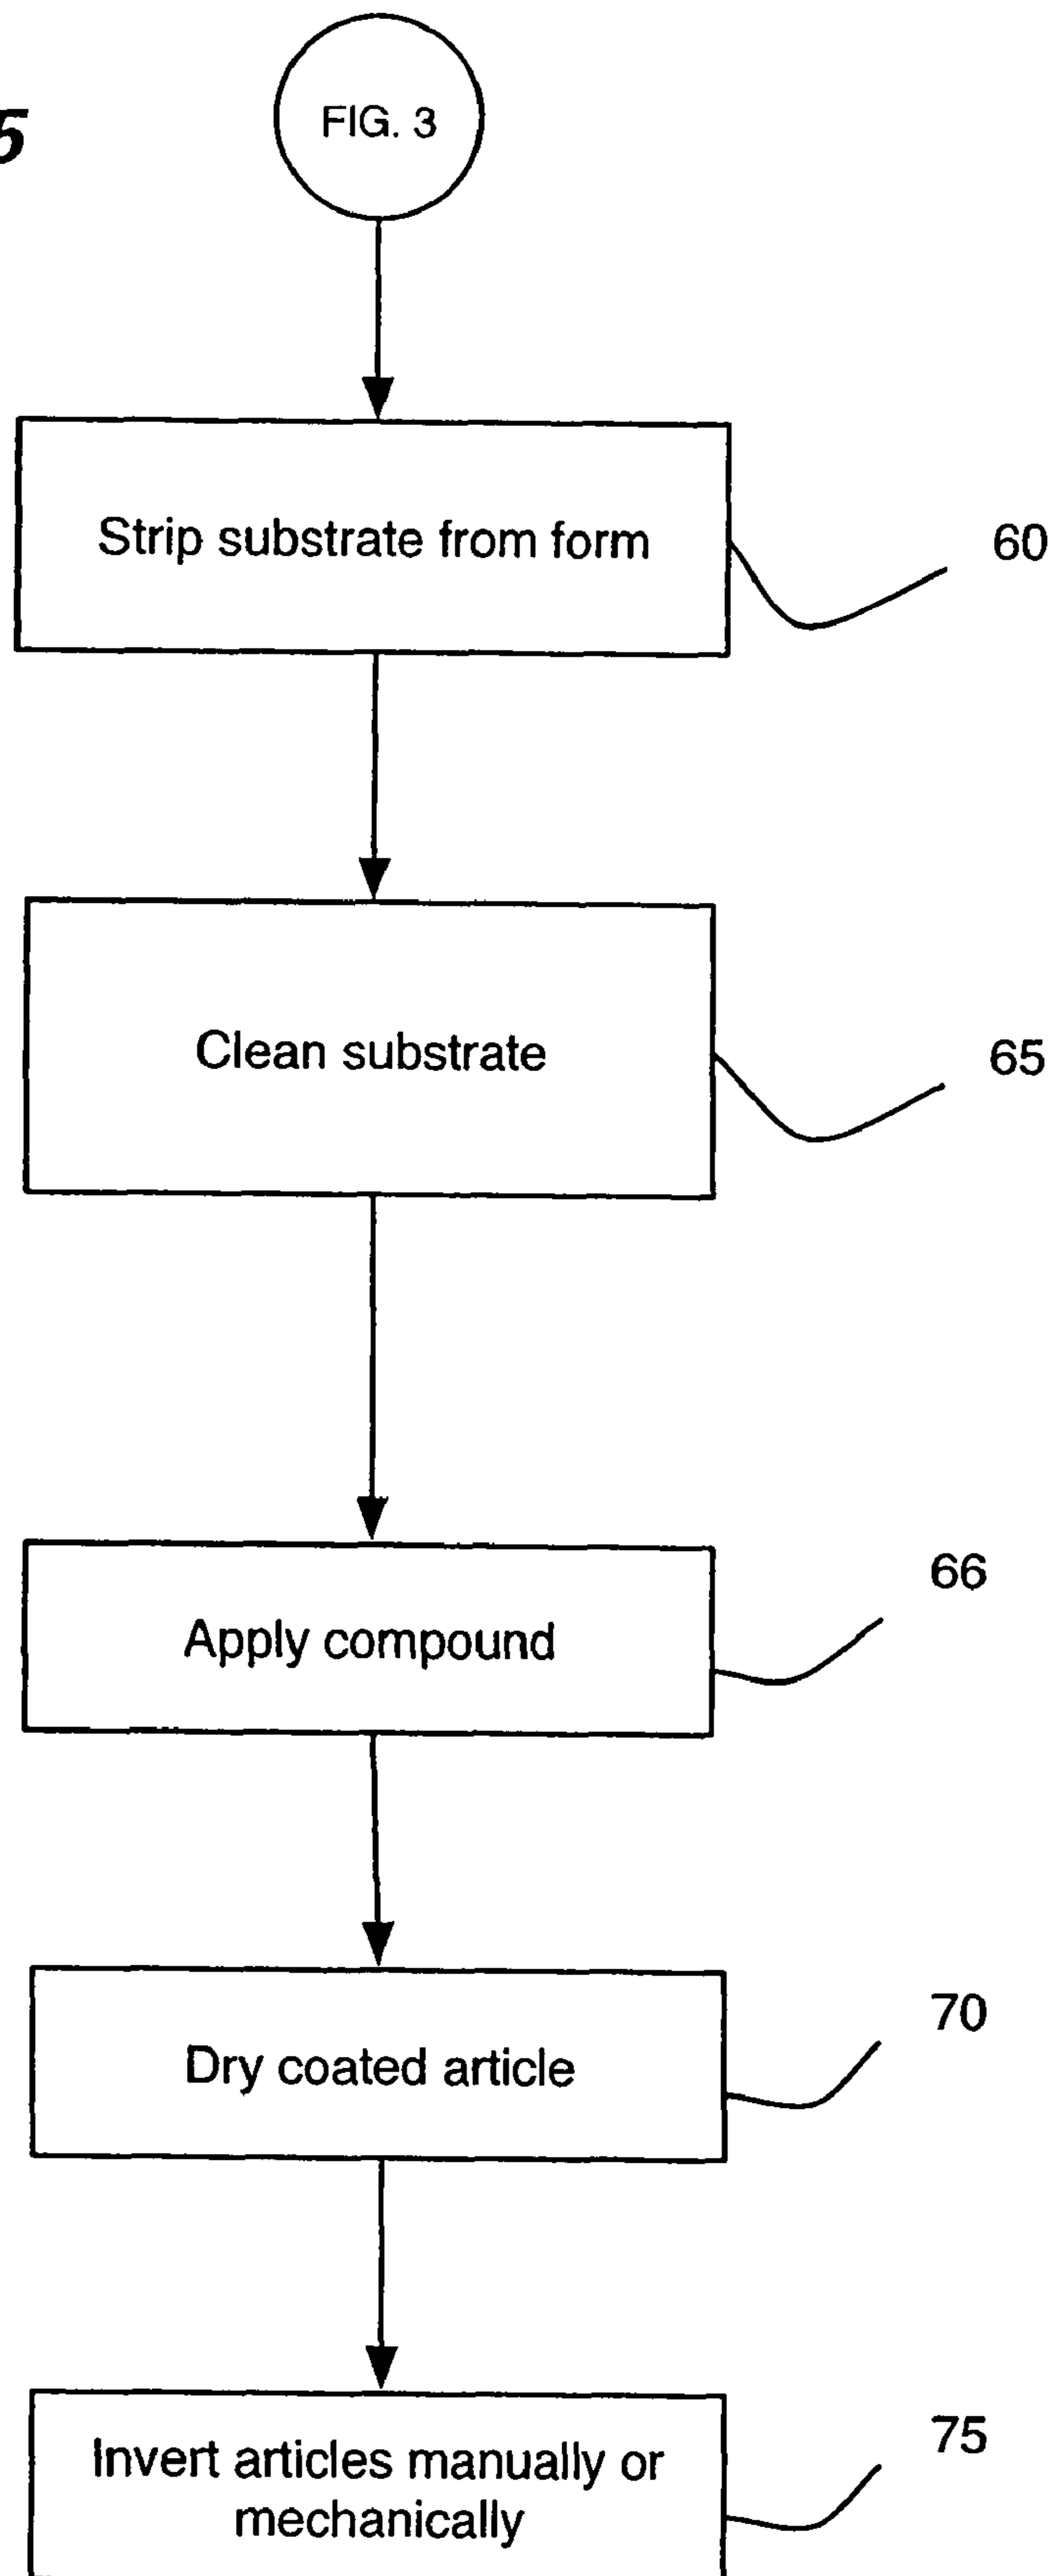 5
FIG. 3
Strip substrate from form
60
Clean substrate
65
Apply compound
66
Dry coated article
70
Invert articles manually or
mechanically
75